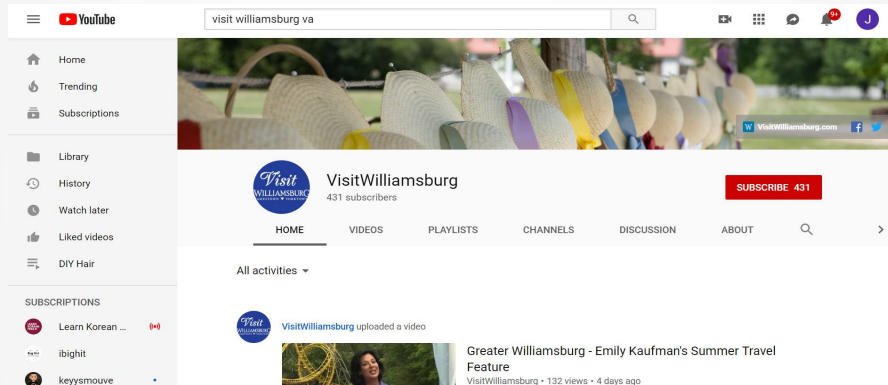 YouTube
visit williamsburg va
9+
J
Home
Trending
Subscriptions
Library
History
Watch later
Liked videos
DIY Hair
SUBSCRIPTIONS
Learn Korean ...
ibighit
keyysmouve
W VisitWilliamsburg.com
Visit
WILLIAMSBURG
VisitWilliamsburg
431 subscribers
SUBSCRIBE 431
HOME VIDEOS PLAYLISTS CHANNELS DISCUSSION ABOUT
All activities
Visit
WILLIAMSBURG
VisitWilliamsburg uploaded a video
Greater Williamsburg - Emily Kaufman's Summer Travel
Feature
VisitWilliamsburg • 132 views • 4 days ago